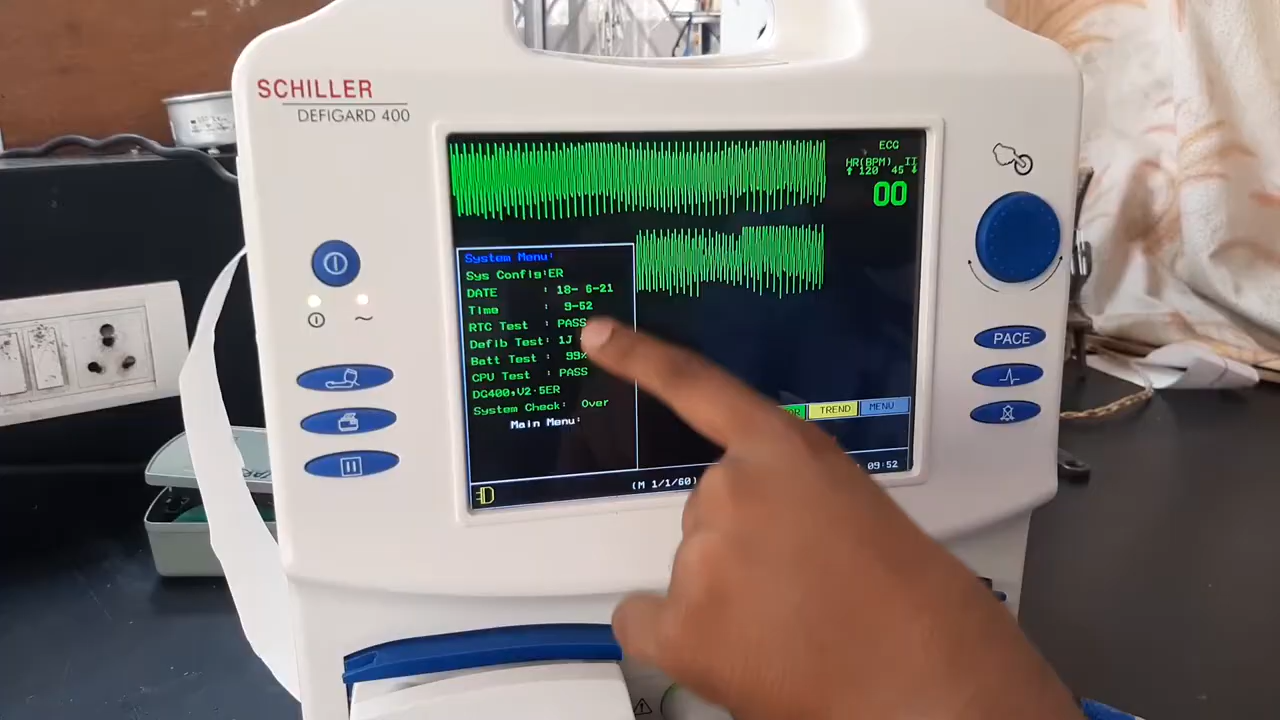 SCHILLER
DEFIGARD 400
ECG
HR(BPM) II
120 45
00
System Menu:
Sys Config:ER
DATE : 18- 6-21
Time : 9-52
RTC Test : PASS
Defib Test: 1J
Batt Test : 99%
CPU Test : PASS
DG400,V2.5ER
System Check: Over
Main Menu:
TREND
MENU
(M 1/1/60)
09:52
PACE